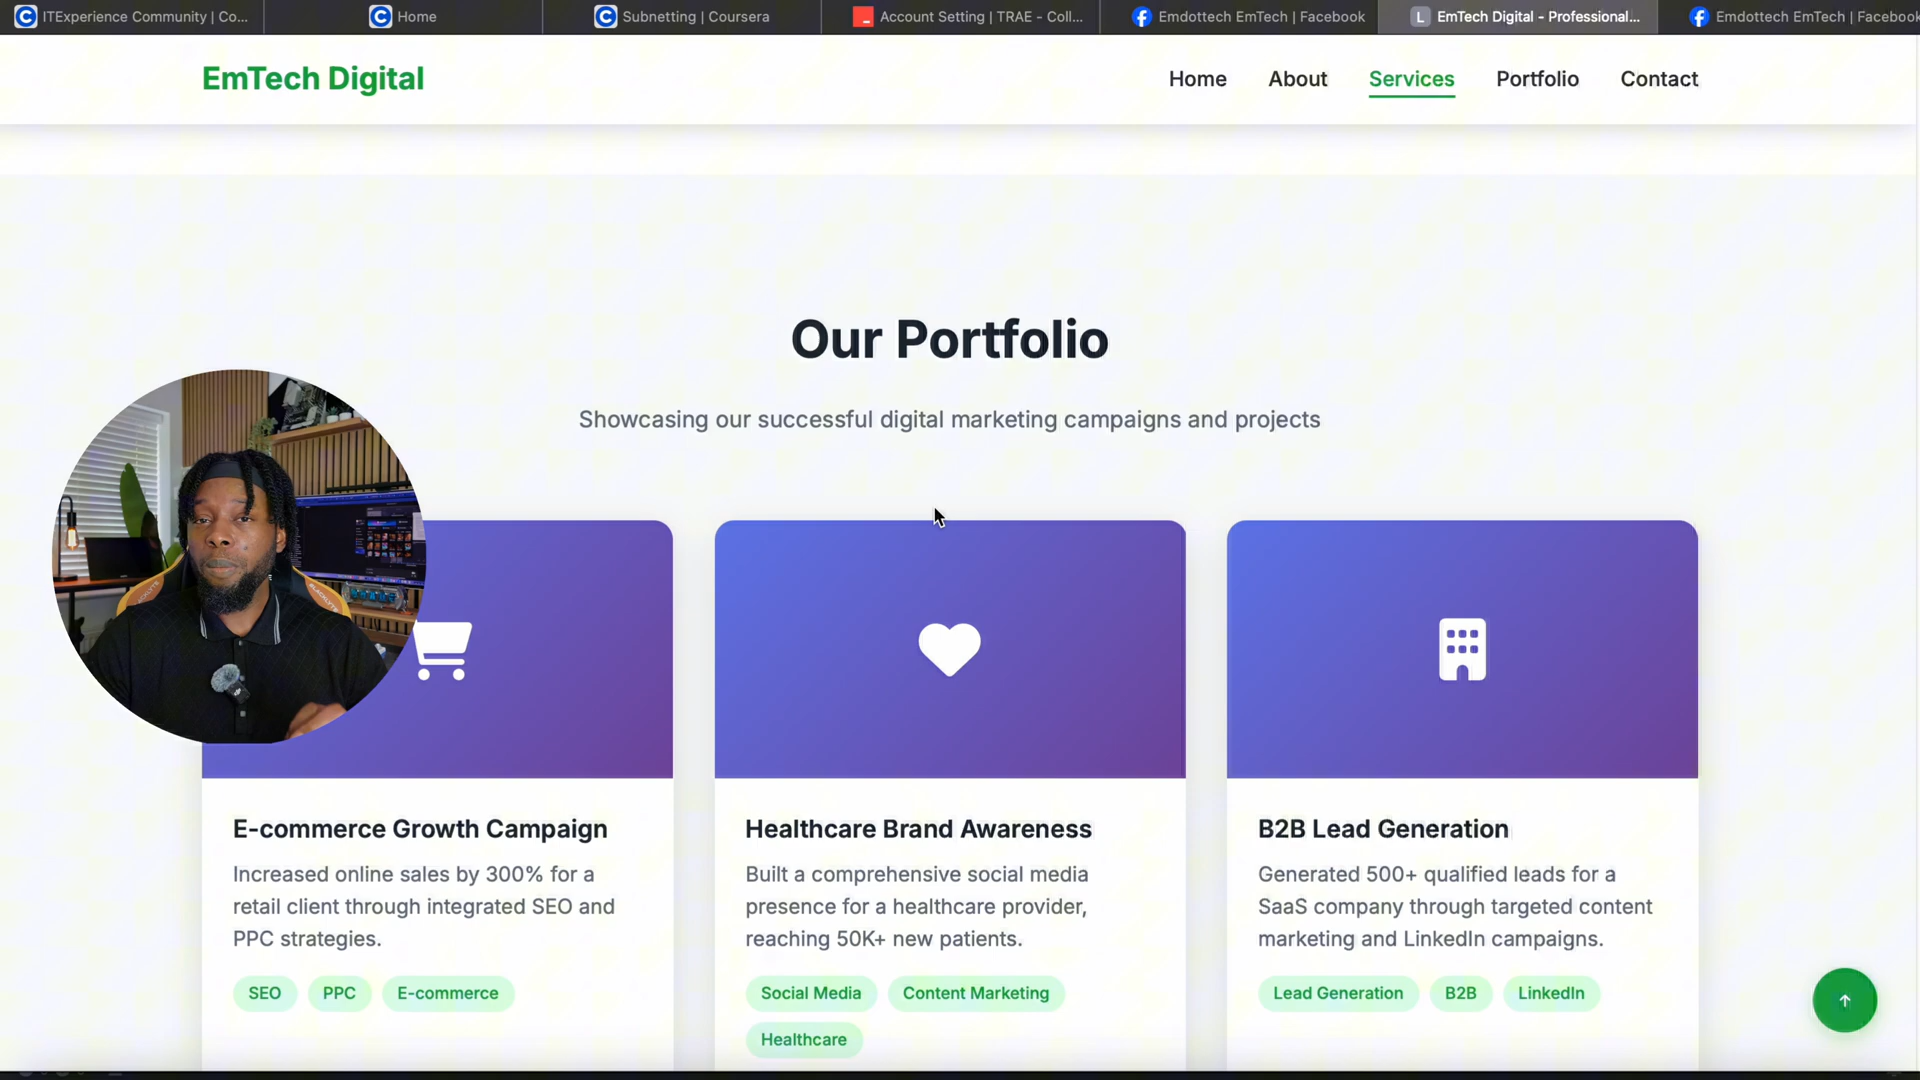 ITExperience Community | Co...
Home
Subnetting | Coursera
Account Setting | TRAE - Coll...
Emdottech EmTech | Facebook
L
EmTech Digital - Professional...
Emdottech EmTech | Facebook
EmTech Digital
Home
About
Services
Portfolio
Contact
Our Portfolio
Showcasing our successful digital marketing campaigns and projects
E-commerce Growth Campaign
Increased online sales by 300% for a
retail client through integrated SEO and
PPC strategies.
SEO
PPC
E-commerce
Healthcare Brand Awareness
Built a comprehensive social media
presence for a healthcare provider,
reaching 50K+ new patients.
Social Media
Content Marketing
Healthcare
B2B Lead Generation
Generated 500+ qualified leads for a
SaaS company through targeted content
marketing and LinkedIn campaigns.
Lead Generation
B2B
LinkedIn